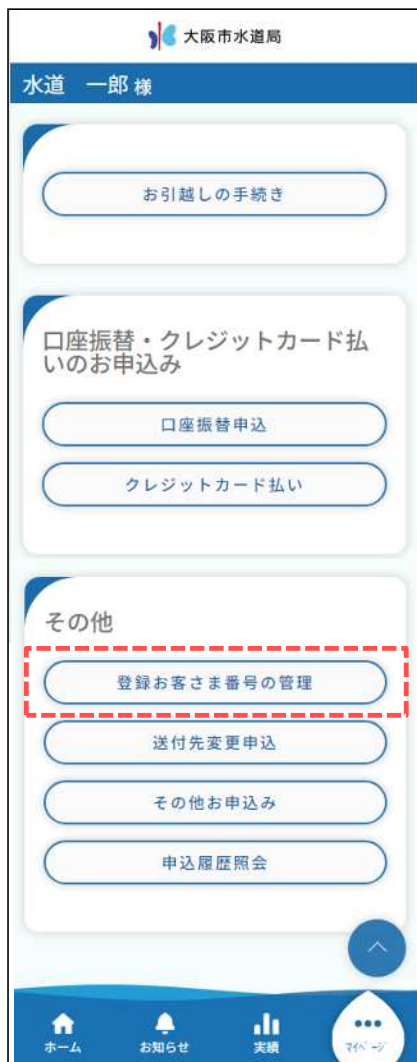 大阪市水道局
水道　一郎 様
お引越しの手続き
口座振替・クレジットカード払
いのお申込み
口座振替申込
クレジットカード払い
その他
登録お客さま番号の管理
送付先変更申込
その他お申込み
申込履歴照会
ホーム
お知らせ
実績
ﾏｲﾍﾟｰｼﾞ